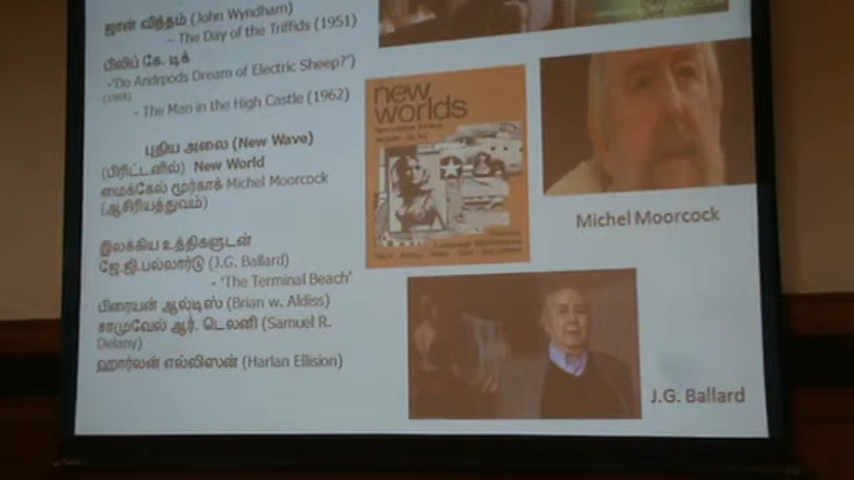 ஜான் விந்தம் (John Wyndham)
- The Day of the Triffids (1951)
பிலிப் கே. டிக்
-'Do Andrpods Dream of Electric Sheep?')
(1968)
- The Man in the High Castle (1962)
புதிய அலை (New Wave)
(பிரிட்டனில்) New World
மைக்கேல் மூர்காக் Michel Moorcock
(ஆசிரியத்துவம்)
இலக்கிய உத்திகளுடன்
ஜே.ஜி.பல்லார்டு (J.G. Ballard)
- 'The Terminal Beach'
பிரையன் ஆல்டிஸ் (Brian w. Aldiss)
சாமுவேல் ஆர். டெலனி (Samuel R.
Delany)
ஹார்லன் எல்லிஸன் (Harlan Ellision)
new
worlds
Michel Moorcock
J.G. Ballard